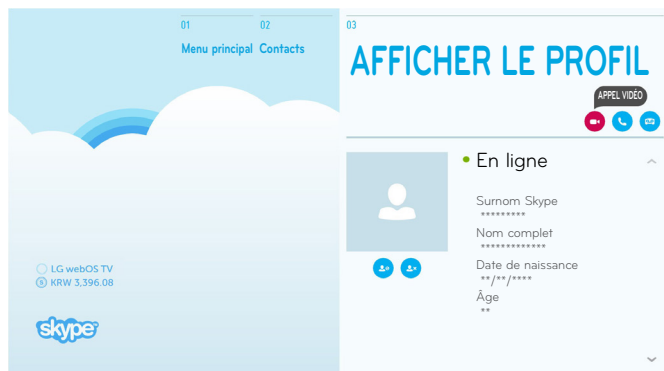 01
02
Menu principal
Contacts
LG webOS TV
KRW 3,396.08
skype
03
AFFICHER LE PROFIL
APPEL VIDÉO
En ligne
Surnom Skype
*********
Nom complet
*************
Date de naissance
**/**/****
Âge
**